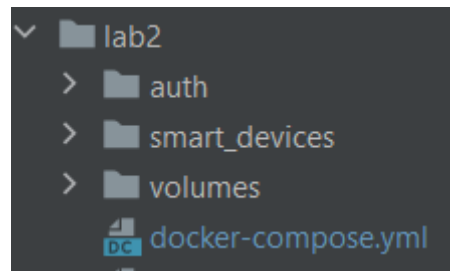 lab2
auth
smart_devices
volumes
DC docker-compose.yml